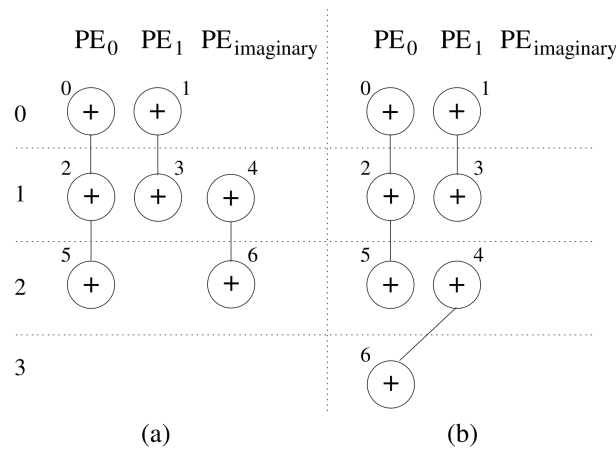 PE0 PE1 PEimaginary PE0 PE1 PEimaginary
0 1 0 1
0 + + + +
2 3 4 2 3
1 + + + + +
5 6 5 4
2 + + + +
6
3 +
(a) (b)